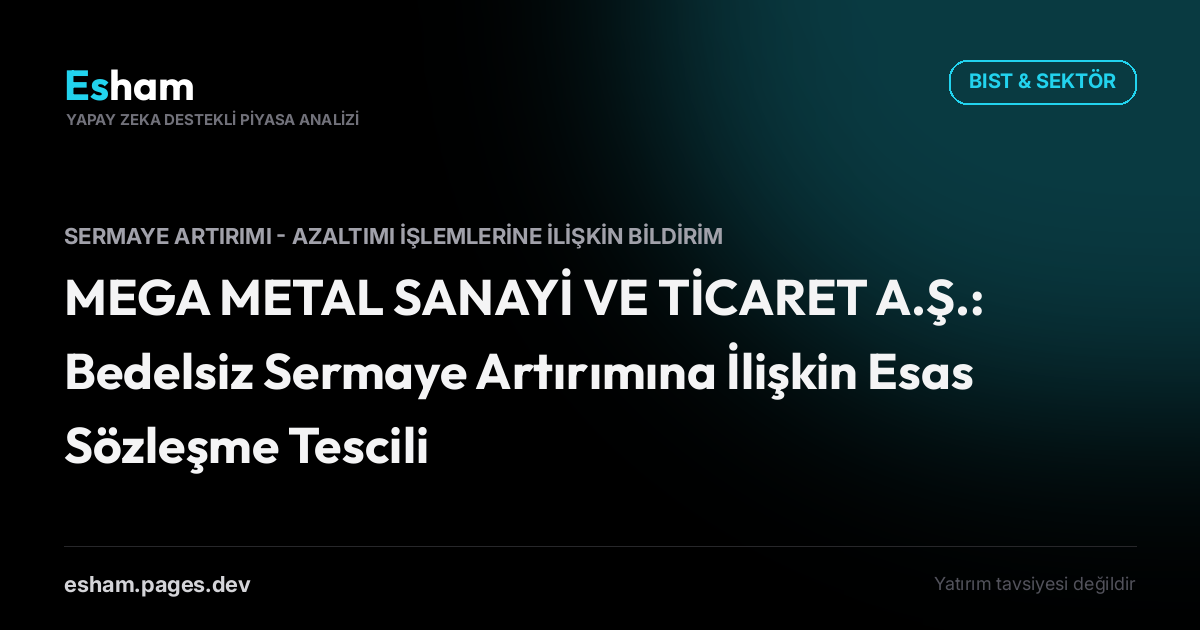 Esham
YAPAY ZEKA DESTEKLİ PİYASA ANALİZİ
BIST & SEKTÖR
SERMAYE ARTIRIMI - AZALTIMI İŞLEMLERİNE İLİŞKİN BİLDİRİM
MEGA METAL SANAYİ VE TİCARET A.Ş.:
Bedelsiz Sermaye Artırımına İlişkin Esas
Sözleşme Tescili
esham.pages.dev
Yatırım tavsiyesi değildir